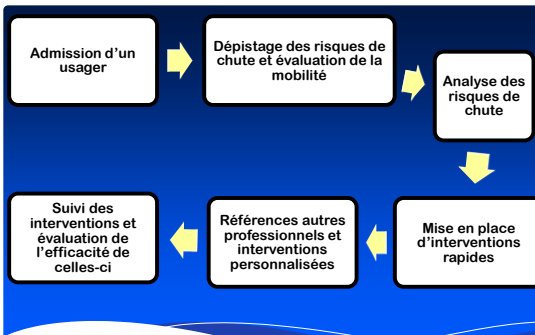 Admission d'un
usager
Dépistage des risques de
chute et évaluation de la
mobilité
Analyse des
risques de
chute
Mise en place
d'interventions
rapides
Références autres
professionnels et
interventions
personnalisées
Suivi des
interventions et
évaluation de
l'efficacité de
celles-ci